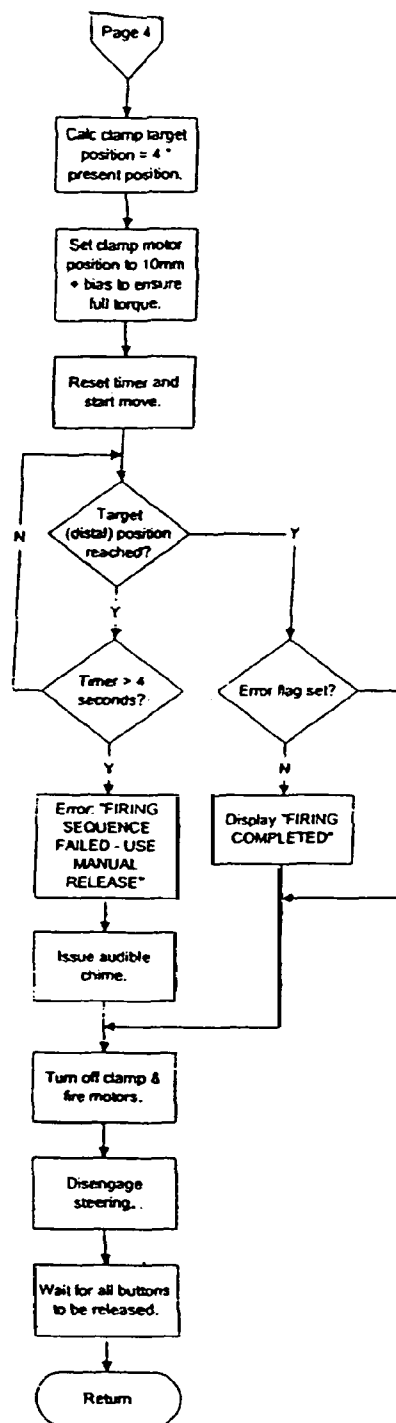 Page 4
Calc clamp target
position = 4 "
present position.
Set clamp motor
position to 10mm
+ bias to ensure
full torque.
Reset timer and
start move.
Target
(distal) position
reached?
N
Y
Y
Timer > 4
seconds?
Error flag set?
Y
N
Error: "FIRING
SEQUENCE
FAILED - USE
MANUAL
RELEASE"
Display "FIRING
COMPLETED"
Issue audible
chime.
Turn off clamp &
fire motors.
Disengage
steering..
Wait for all buttons
to be released.
Return